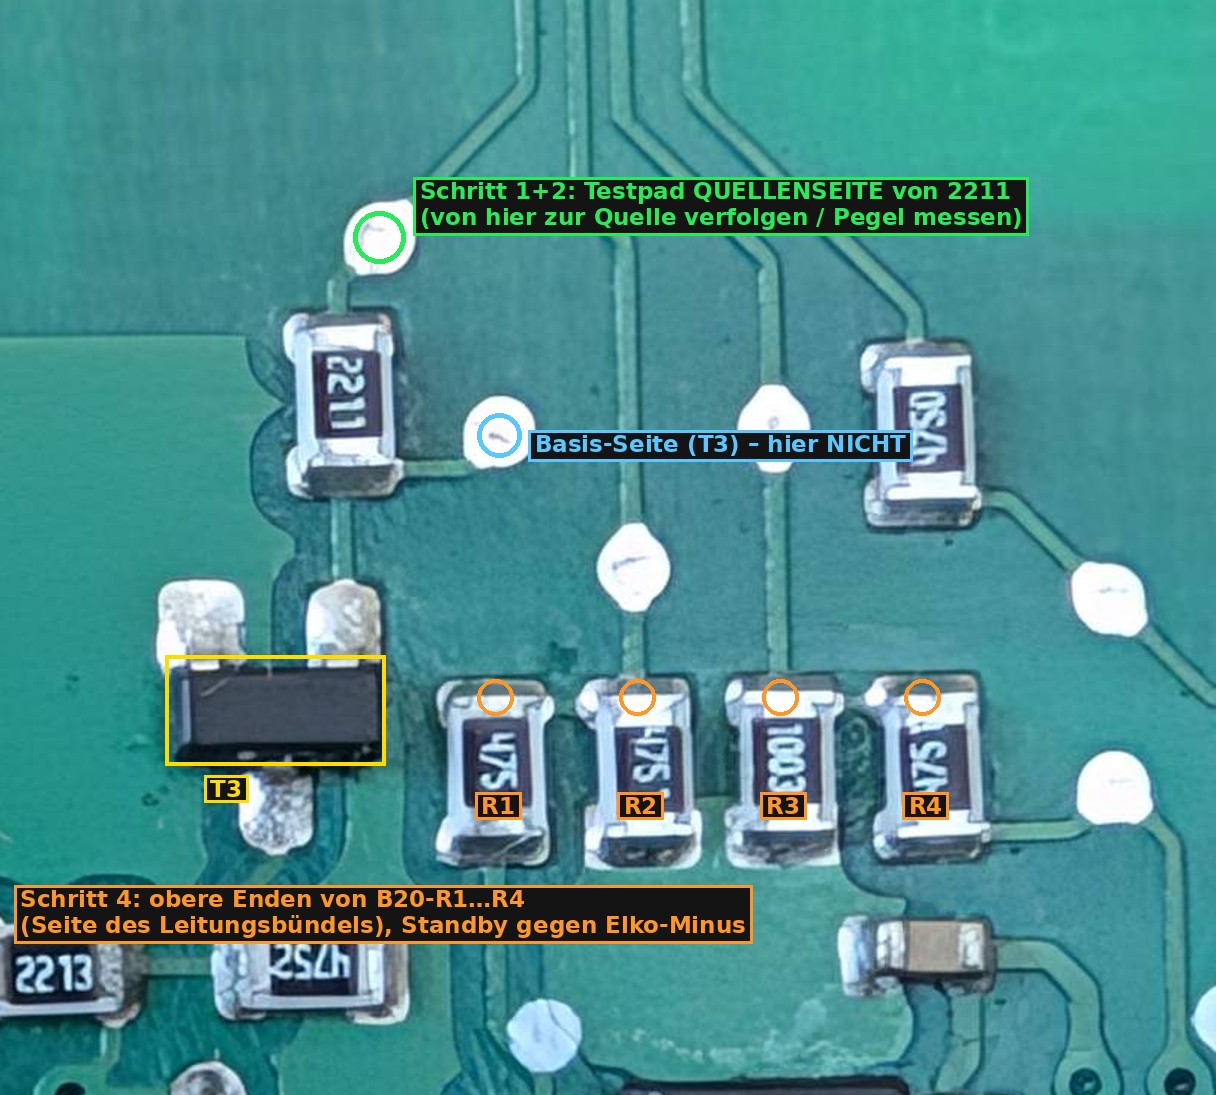 Schritt 1+2: Testpad QUELLENSEITE von 2211
(von hier zur Quelle verfolgen / Pegel messen)
2211
4750
Basis-Seite (T3) – hier NICHT
T3
475
475
1003
475
R1
R2
R3
R4
Schritt 4: obere Enden von B20-R1...R4
(Seite des Leitungsbündels), Standby gegen Elko-Minus
2213
4752